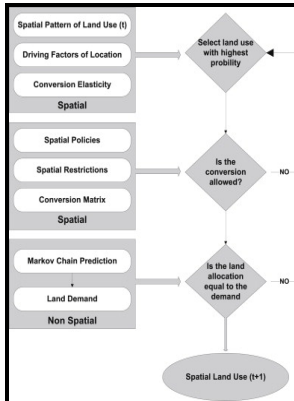 Spatial Pattern of Land Use (t)
Driving Factors of Location
Conversion Elasticity
Spatial
Select land use
with highest
probility
Spatial Policies
Spatial Restrictions
Conversion Matrix
Spatial
Is the
conversion
allowed?
NO
Markov Chain Prediction
Land Demand
Non Spatial
Is the land
allocation
equal to the
demand
NO
Spatial Land Use (t+1)